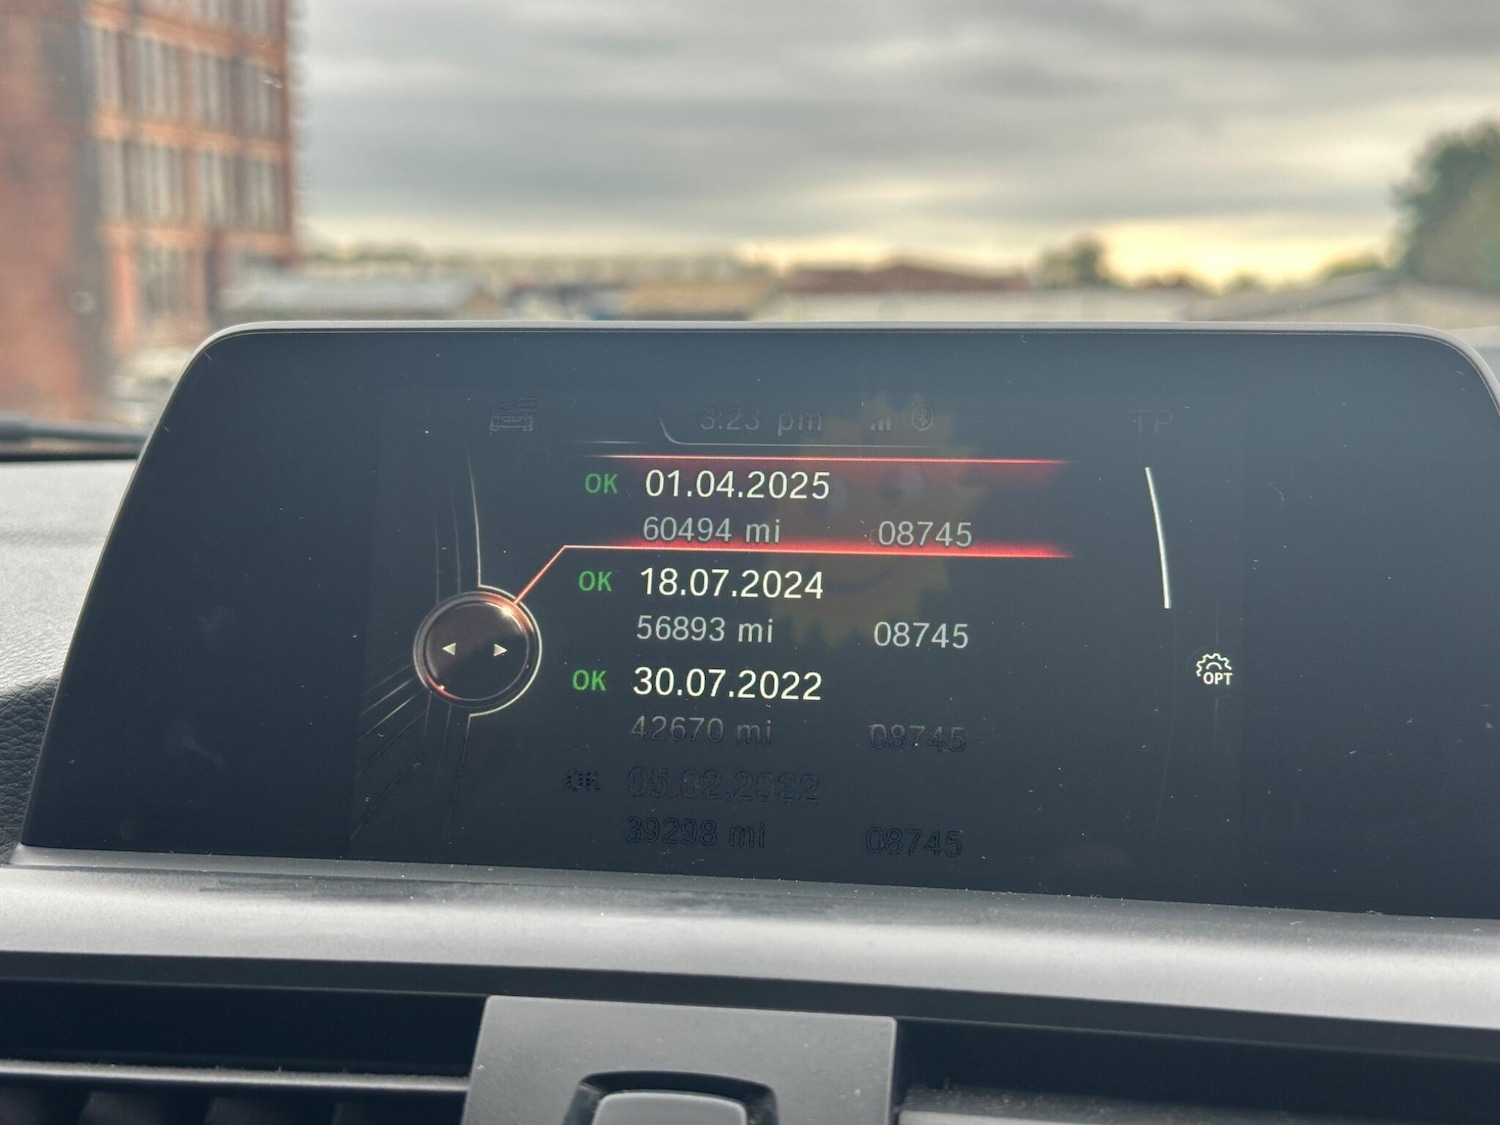 3:23 pm TP
OK 01.04.2025
60494 mi 08745
OK 18.07.2024
56893 mi 08745
OK 30.07.2022
42670 mi 08745
OK 05.02.2022
39298 mi 08745
OPT